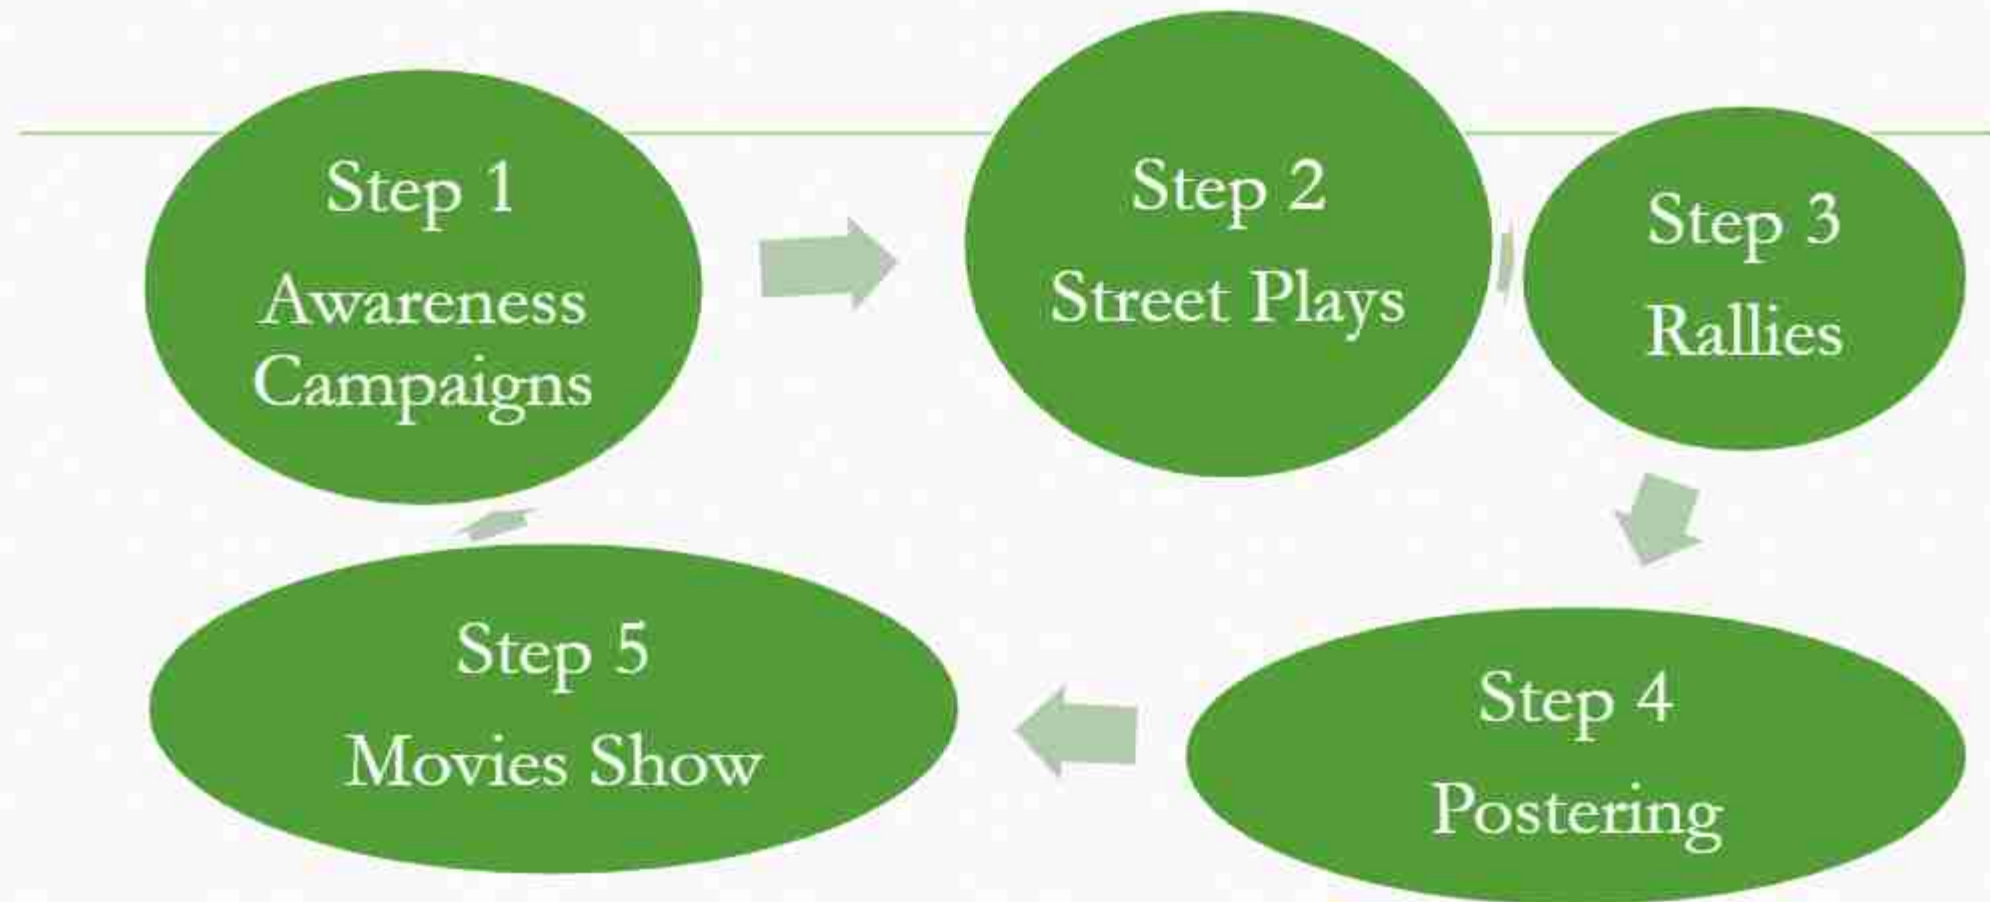 Step 1
Awareness
Campaigns
Step 2
Street Plays
Step 3
Rallies
Step 4
Postering
Step 5
Movies Show